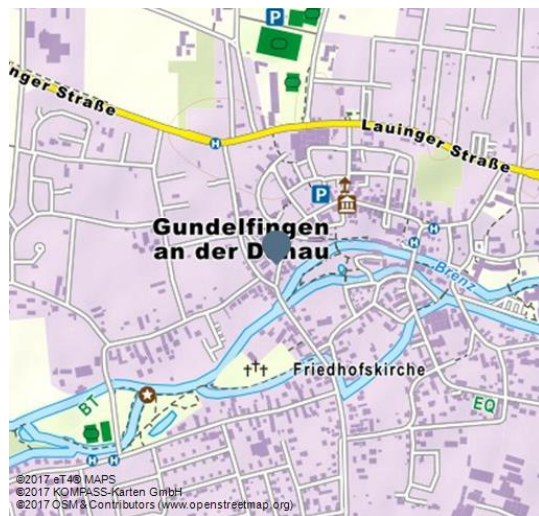 P
inger Straße
Lauinger Straße
H
P
Gundelfingen
an der Donau
H
H
Brenz
Friedhofskirche
BT
EQ
H H
©2017 eT4® MAPS
©2017 KOMPASS-Karten GmbH
©2017 OSM & Contributors (www.openstreetmap.org)